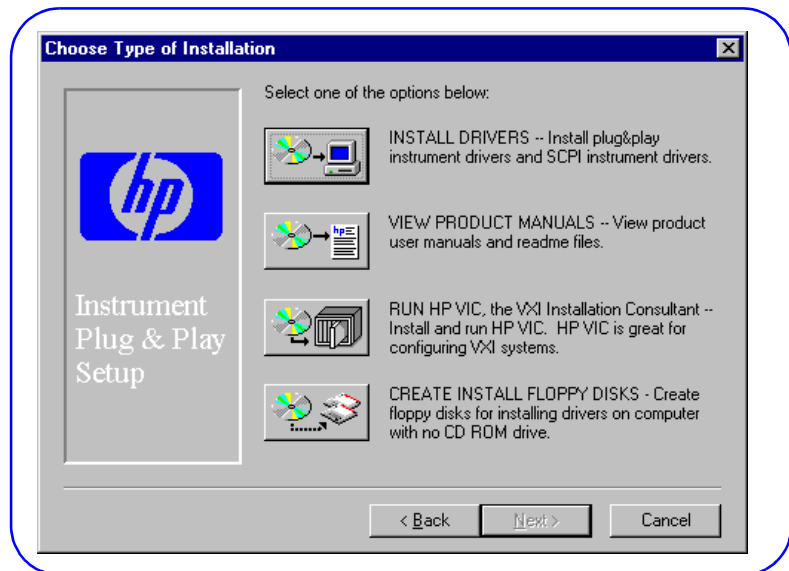 Choose Type of Installation
Select one of the options below:
hp
Instrument
Plug & Play
Setup
INSTALL DRIVERS -- Install plug&play
instrument drivers and SCPI instrument drivers.
hp
VIEW PRODUCT MANUALS -- View product
user manuals and readme files.
RUN HP VIC, the VXI Installation Consultant --
Install and run HP VIC.  HP VIC is great for
configuring VXI systems.
CREATE INSTALL FLOPPY DISKS - Create
floppy disks for installing drivers on computer
with no CD ROM drive.
< Back
Next >
Cancel